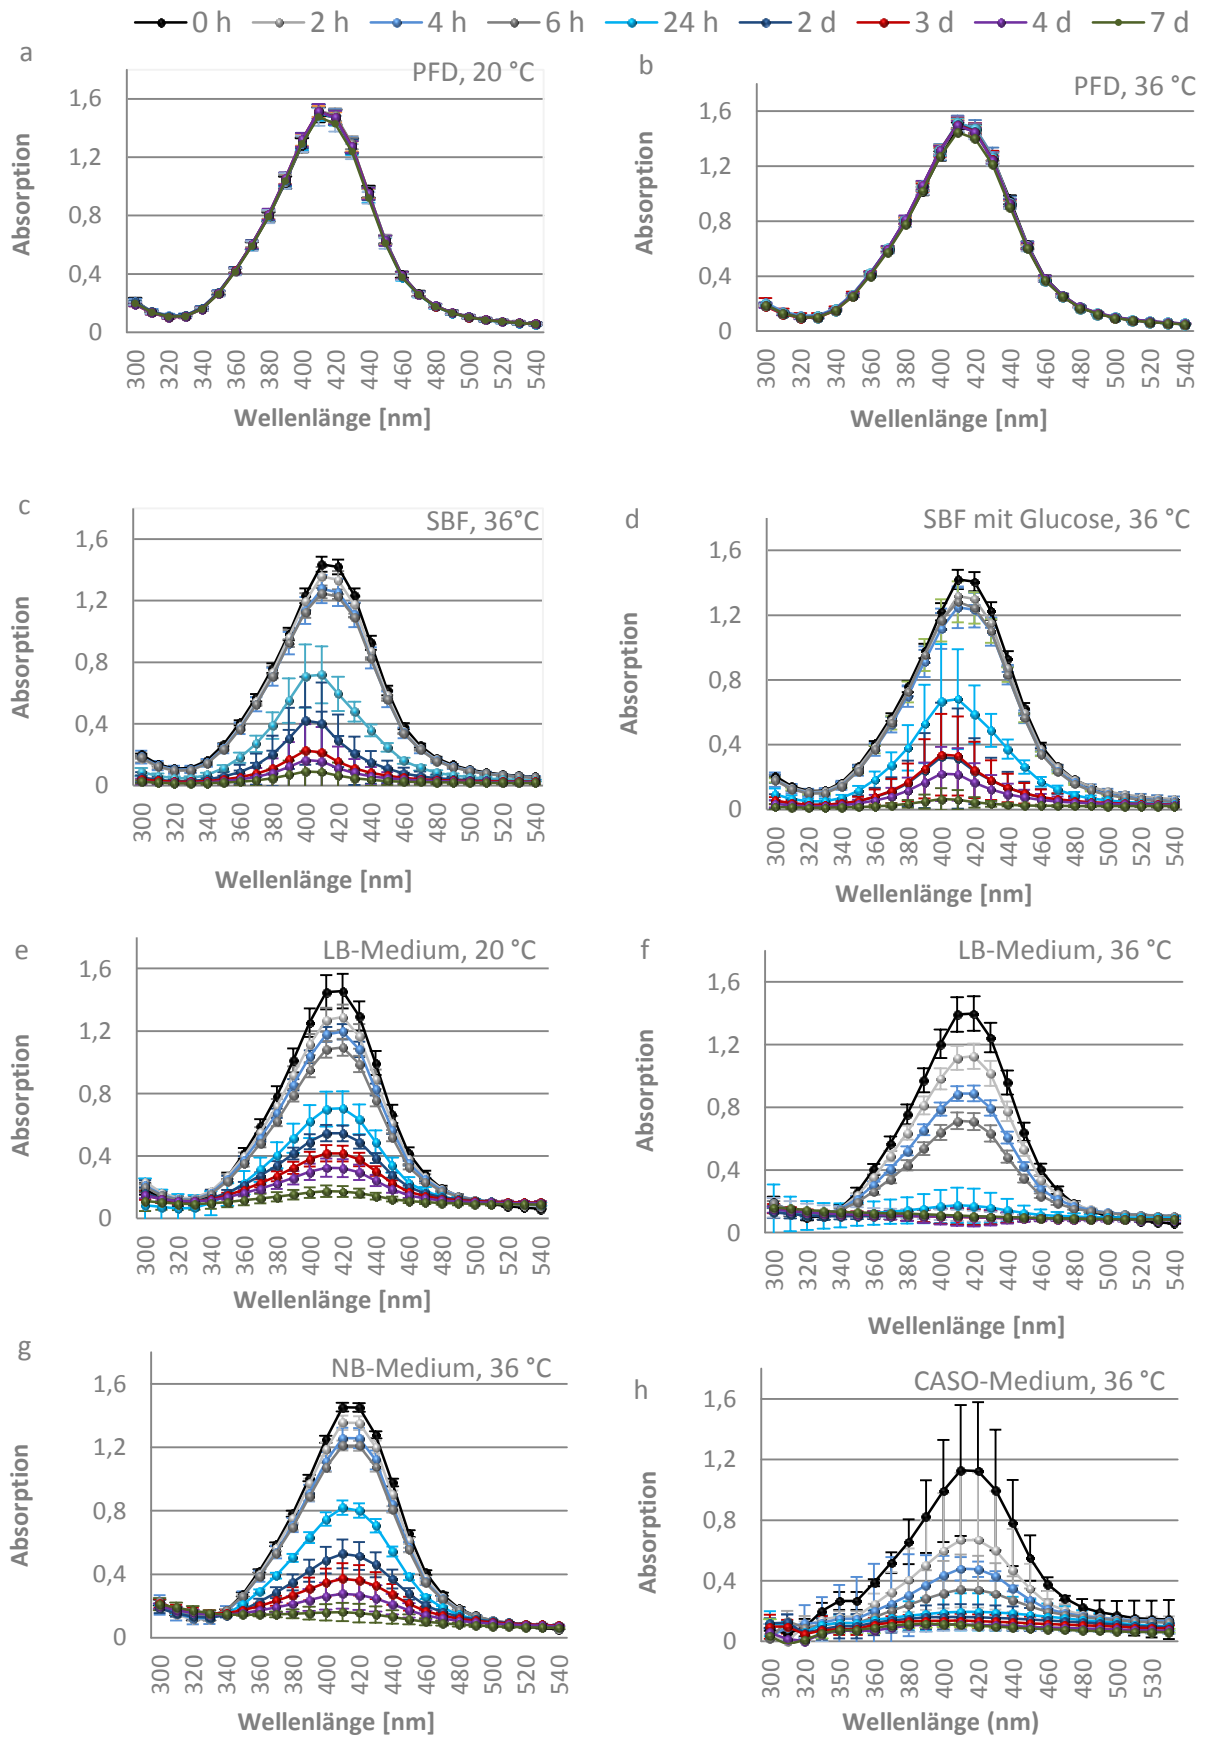 0 h 2 h 4 h 6 h 24 h 2 d 3 d 4 d 7 d
a
PFD, 20 °C
Absorption
1,6
1,2
0,8
0,4
0
300 320 340 360 380 400 420 440 460 480 500 520 540
Wellenlänge [nm]
b
PFD, 36 °C
Absorption
1,6
1,2
0,8
0,4
0
300 320 340 360 380 400 420 440 460 480 500 520 540
Wellenlänge [nm]
c
SBF, 36°C
Absorption
1,6
1,2
0,8
0,4
0
300 320 340 360 380 400 420 440 460 480 500 520 540
Wellenlänge [nm]
d
SBF mit Glucose, 36 °C
Absorption
1,6
1,2
0,8
0,4
0
300 320 340 360 380 400 420 440 460 480 500 520 540
Wellenlänge [nm]
e
LB-Medium, 20 °C
Absorption
1,6
1,2
0,8
0,4
0
300 320 340 360 380 400 420 440 460 480 500 520 540
Wellenlänge [nm]
f
LB-Medium, 36 °C
Absorption
1,6
1,2
0,8
0,4
0
300 320 340 360 380 400 420 440 460 480 500 520 540
Wellenlänge [nm]
g
NB-Medium, 36 °C
Absorption
1,6
1,2
0,8
0,4
0
300 320 340 360 380 400 420 440 460 480 500 520 540
Wellenlänge [nm]
h
CASO-Medium, 36 °C
Absorption
1,6
1,2
0,8
0,4
0
300 320 350 360 380 400 420 440 480 500 530
Wellenlänge (nm)